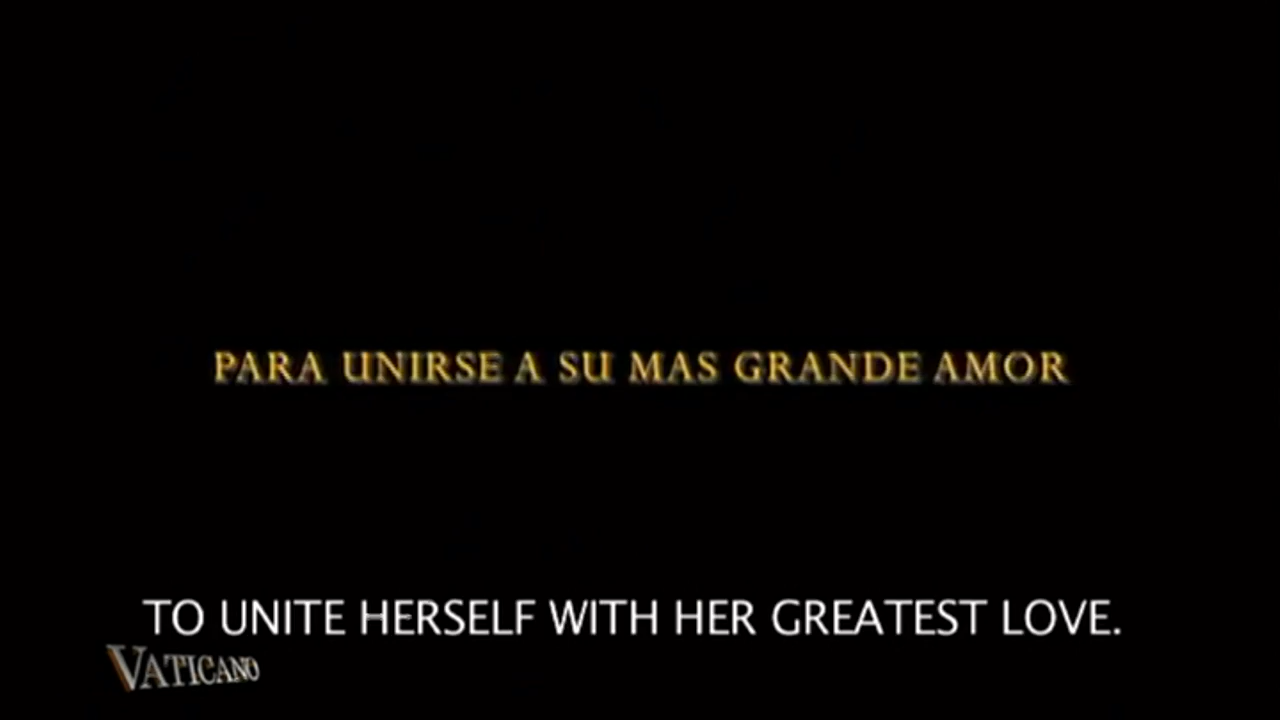 PARA UNIRSE A SU MAS GRANDE AMOR
TO UNITE HERSELF WITH HER GREATEST LOVE.
VATICANO